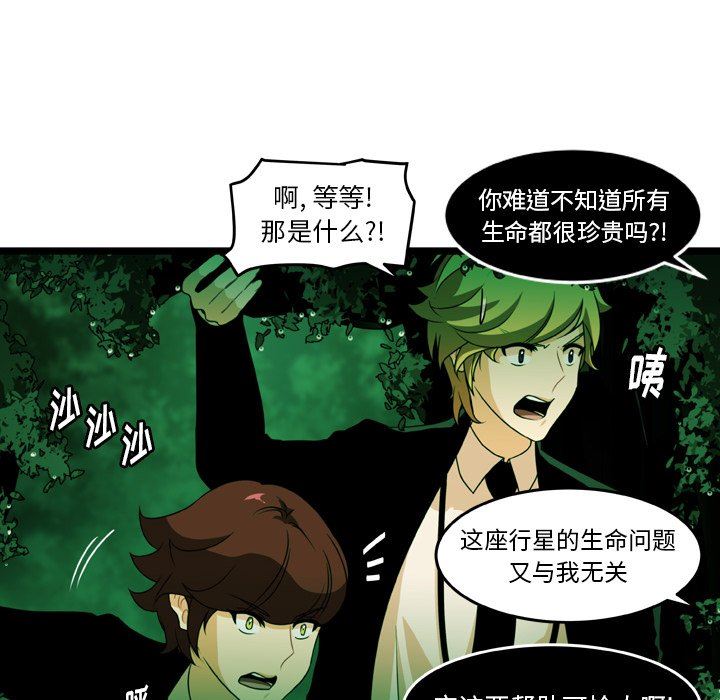 啊, 等等!
那是什么?!
你难道不知道所有
生命都很珍贵吗?!
咦
沙沙沙
这座行星的生命问题
又与我无关